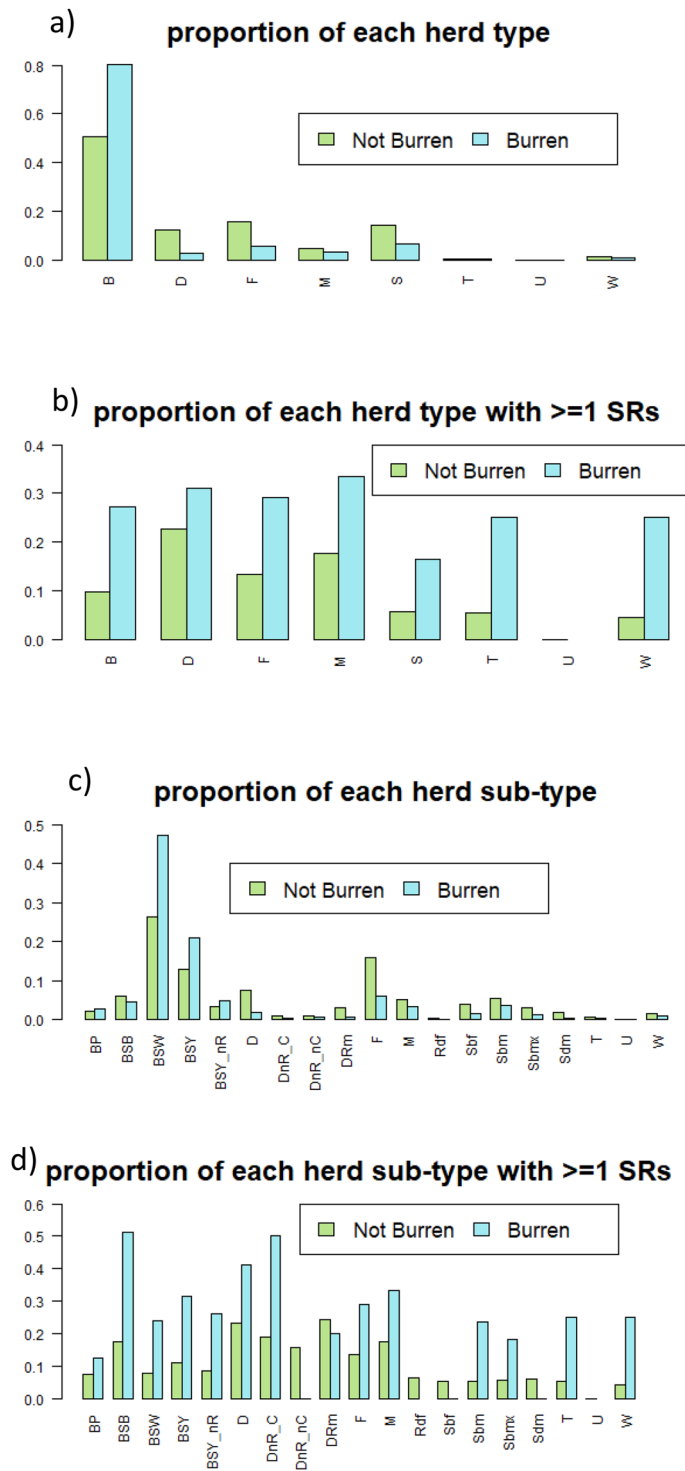 a)
proportion of each herd type
0.8
0.6
0.4
0.2
0.0
Not Burren Burren
B D F M S T U W
b)
proportion of each herd type with >=1 SRs
0.4
0.3
0.2
0.1
0.0
Not Burren Burren
B D F M S T U W
c)
proportion of each herd sub-type
0.5
0.4
0.3
0.2
0.1
0.0
Not Burren Burren
BP BSB BSW BSY BSY_nR D DnR_C DnR_nC DRm F M Rdf Sbf Sbm Sbmx Sdm T U W
d)
proportion of each herd sub-type with >=1 SRs
0.6
0.5
0.4
0.3
0.2
0.1
0.0
Not Burren Burren
BP BSB BSW BSY BSY_nR D DnR_C DnR_nC DRm F M Rdf Sbf Sbm Sbmx Sdm T U W